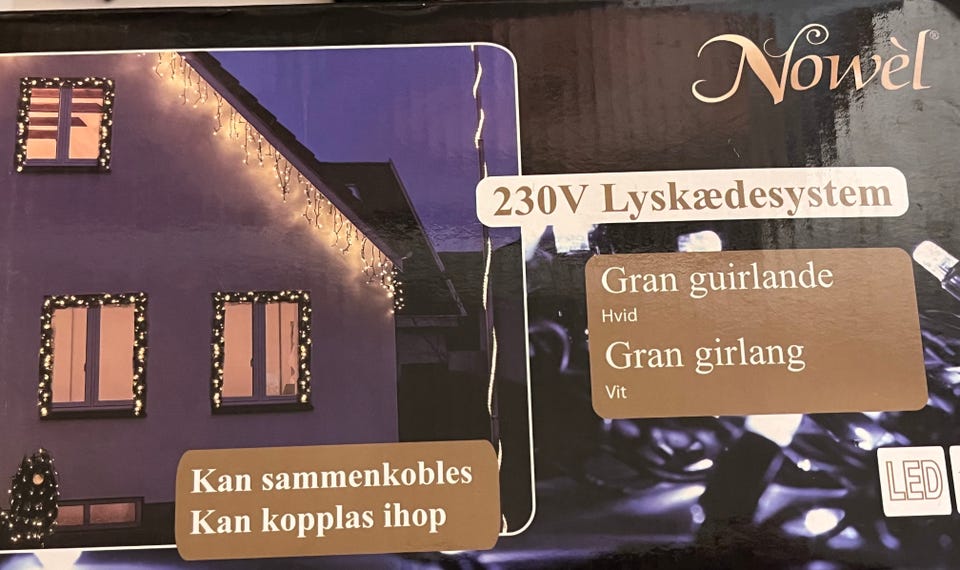 Nowèl®
230V Lyskædesystem
Gran guirlande
Hvid
Gran girlang
Vit
Kan sammenkobles
Kan kopplas ihop
LED